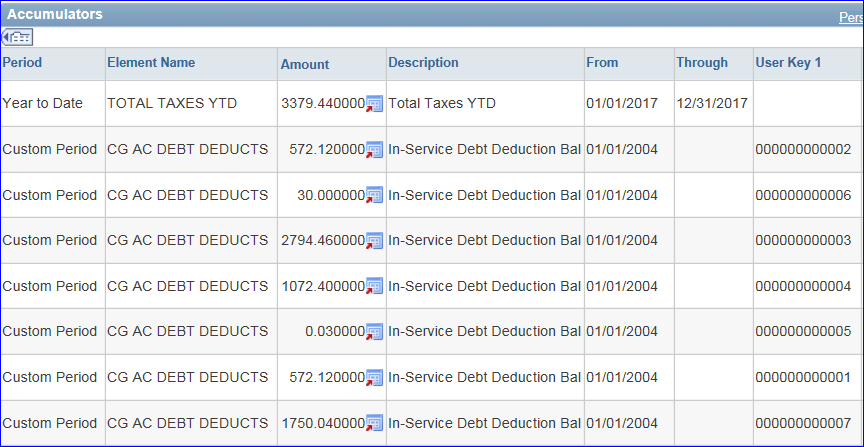 Accumulators
Pers
Period Element Name Amount Description From Through User Key 1
Year to Date TOTAL TAXES YTD 3379.440000 Total Taxes YTD 01/01/2017 12/31/2017
Custom Period CG AC DEBT DEDUCTS 572.120000 In-Service Debt Deduction Bal 01/01/2004 000000000002
Custom Period CG AC DEBT DEDUCTS 30.000000 In-Service Debt Deduction Bal 01/01/2004 000000000006
Custom Period CG AC DEBT DEDUCTS 2794.460000 In-Service Debt Deduction Bal 01/01/2004 000000000003
Custom Period CG AC DEBT DEDUCTS 1072.400000 In-Service Debt Deduction Bal 01/01/2004 000000000004
Custom Period CG AC DEBT DEDUCTS 0.030000 In-Service Debt Deduction Bal 01/01/2004 000000000005
Custom Period CG AC DEBT DEDUCTS 572.120000 In-Service Debt Deduction Bal 01/01/2004 000000000001
Custom Period CG AC DEBT DEDUCTS 1750.040000 In-Service Debt Deduction Bal 01/01/2004 000000000007